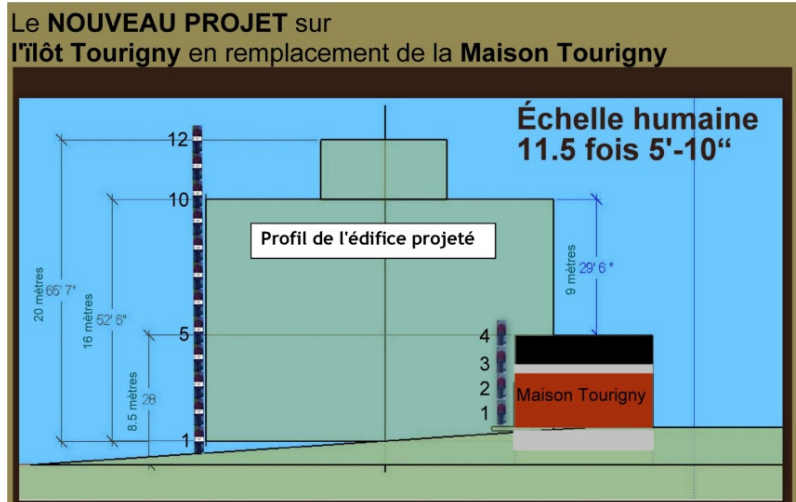 Le NOUVEAU PROJET sur
l'ïlôt Tourigny en remplacement de la Maison Tourigny
Échelle humaine
11.5 fois 5'-10“
12
10
Profil de l'édifice projeté
20 mètres
65' 7"
16 mètres
52' 6"
9 mètres
29' 6"
5
4
3
2
1
8.5 mètres
28
Maison Tourigny
1